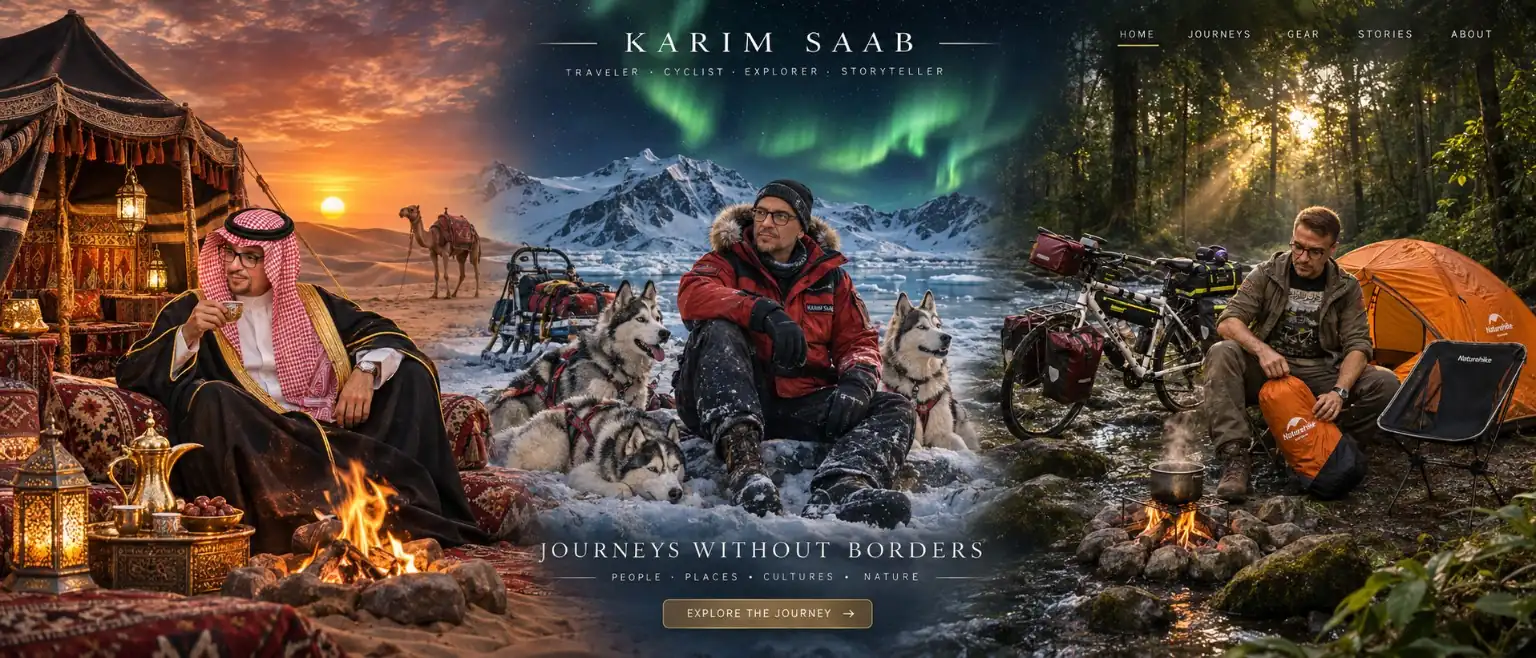 KARIM SAAB
TRAVELER · CYCLIST · EXPLORER · STORYTELLER
HOME JOURNEYS GEAR STORIES ABOUT
KARIM SAAB
Naturehike
Naturehike
Naturehike
JOURNEYS WITHOUT BORDERS
PEOPLE · PLACES • CULTURES • NATURE
EXPLORE THE JOURNEY →